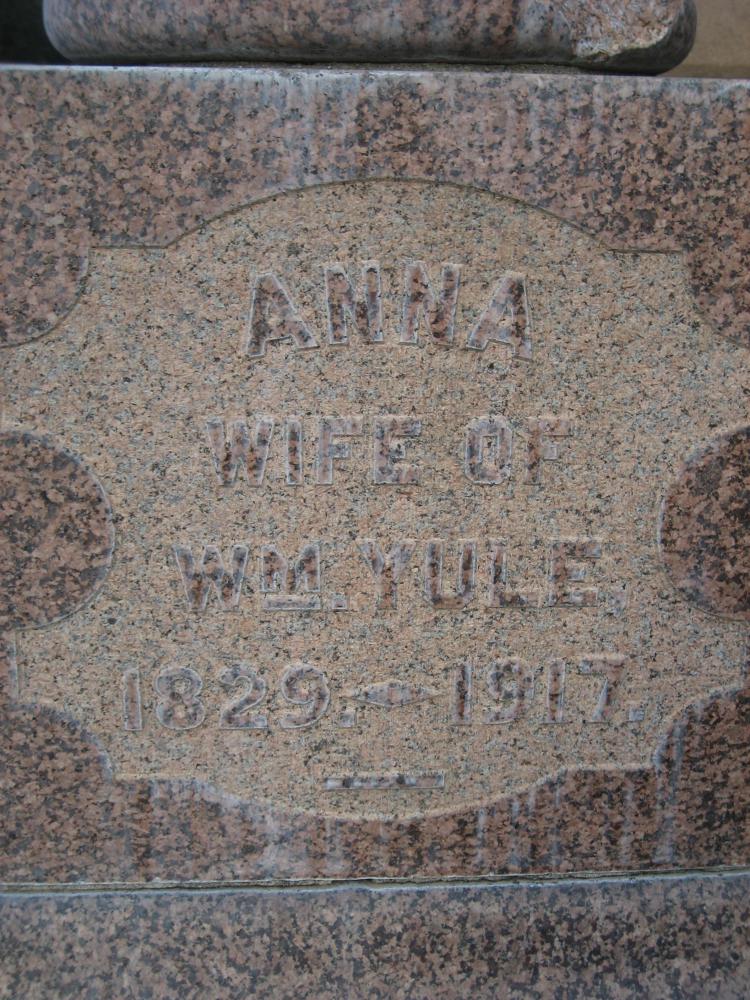 ANNA
WIFE OF
WM. YULE.
1829. 1917.